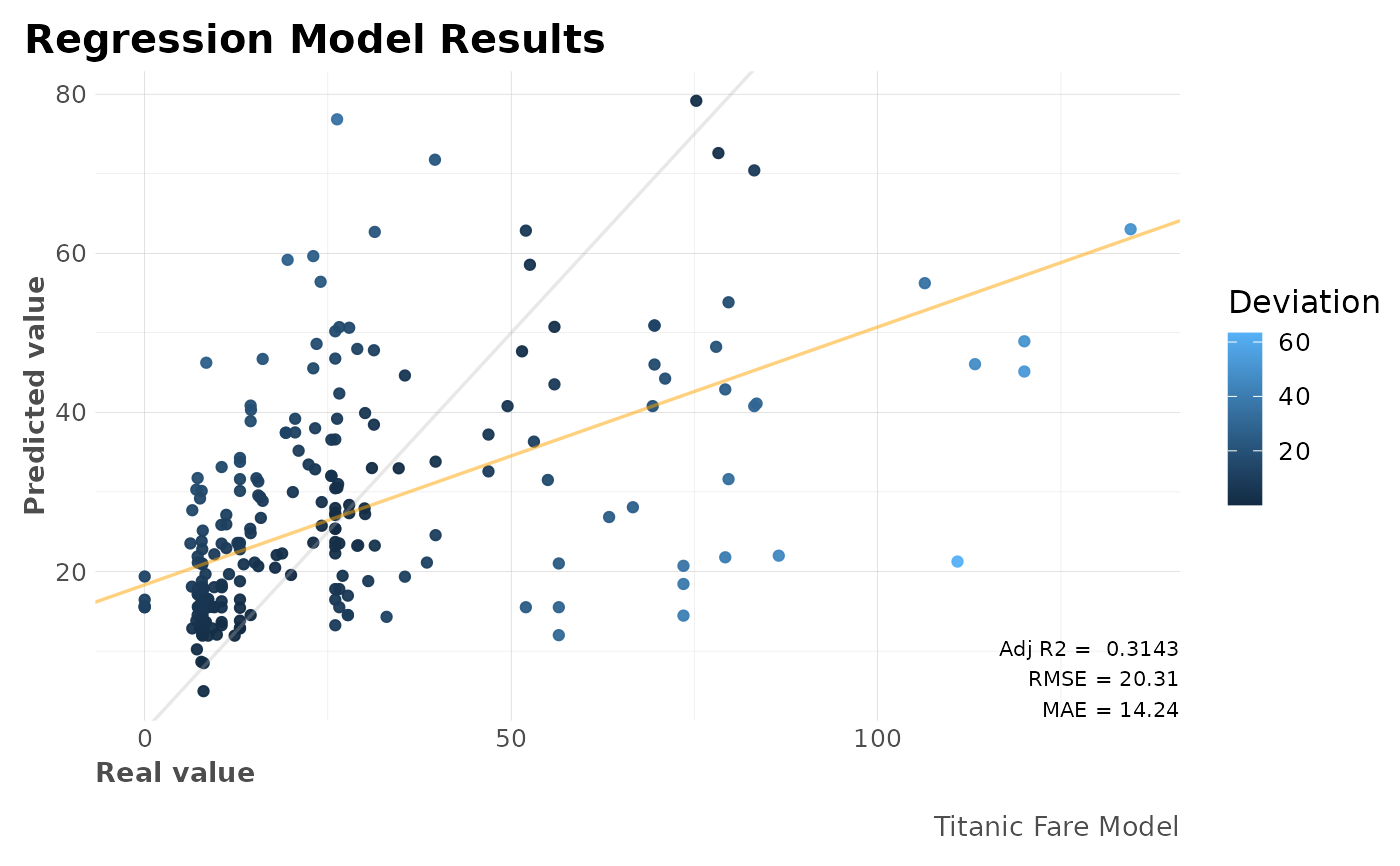 Regression Model Results
Predicted value
80
60
40
20
0
50
100
Real value
Adj R2 =  0.3143
RMSE = 20.31
MAE = 14.24
Deviation
60
40
20
Titanic Fare Model